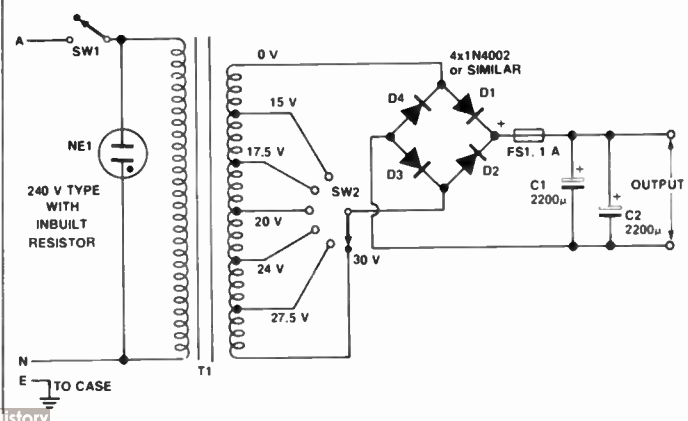 A
SW1
NE1
240 V TYPE
WITH
INBUILT
RESISTOR
N
E
TO CASE
T1
0 V
15 V
17.5 V
20 V
24 V
27.5 V
SW2
30 V
4x1N4002
or SIMILAR
D4
D1
D3
D2
+
FS1, 1 A
+
C1
2200μ
+
C2
2200μ
OUTPUT
history